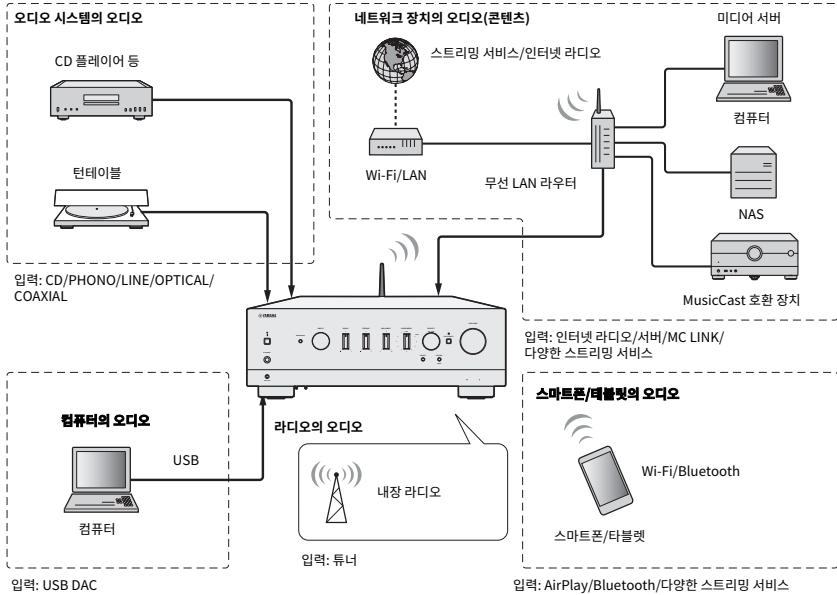 오디오 시스템의 오디오
CD 플레이어 등
턴테이블
입력: CD/PHONO/LINE/OPTICAL/
COAXIAL
네트워크 장치의 오디오(콘텐츠)
스트리밍 서비스/인터넷 라디오
Wi-Fi/LAN
무선 LAN 라우터
미디어 서버
컴퓨터
NAS
MusicCast 호환 장치
입력: 인터넷 라디오/서버/MC LINK/
다양한 스트리밍 서비스
YAMAHA
컴퓨터의 오디오
USB
컴퓨터
입력: USB DAC
라디오의 오디오
내장 라디오
입력: 튜너
스마트폰/태블릿의 오디오
Wi-Fi/Bluetooth
스마트폰/타블렛
입력: AirPlay/Bluetooth/다양한 스트리밍 서비스